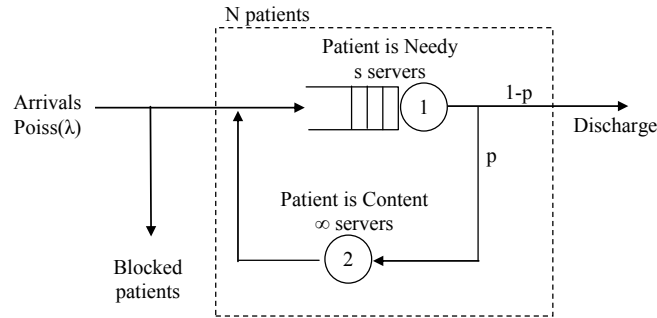 N patients
Patient is Needy
s servers
Arrivals
Poiss(λ)
1
1-p
Discharge
p
Patient is Content
∞ servers
2
Blocked
patients